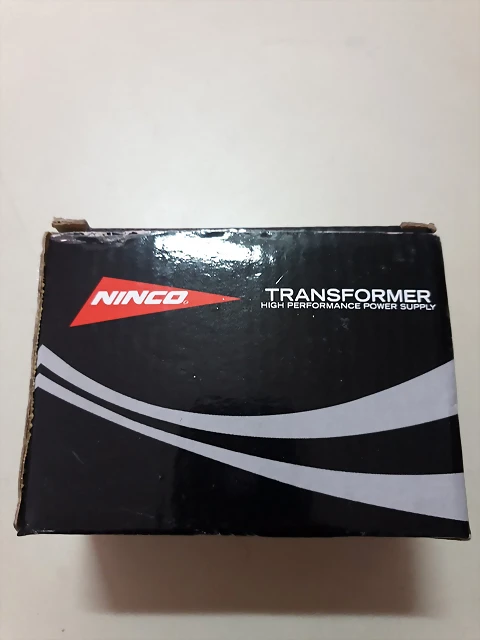 NINCO
TRANSFORMER
HIGH PERFORMANCE POWER SUPPLY